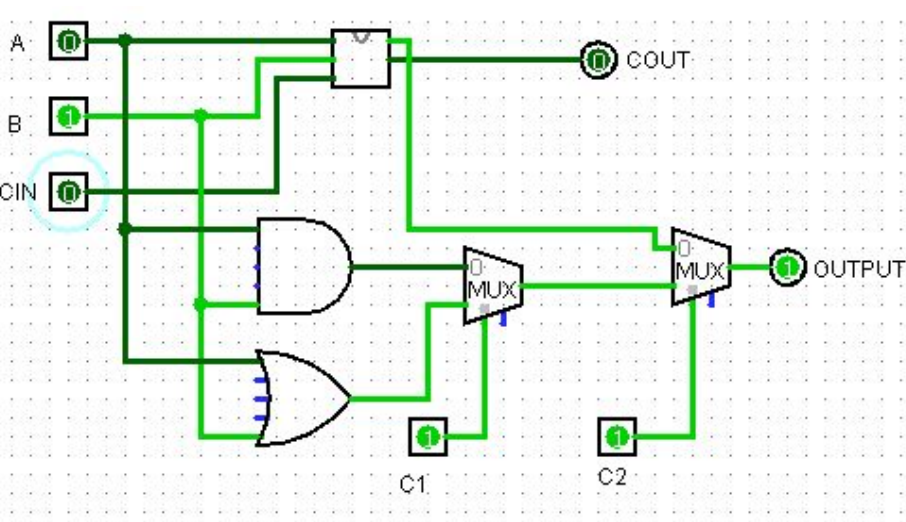 A 0
0 COUT
B 1
CIN 0
0
MUX
0
MUX
1 OUTPUT
1
C1
1
C2